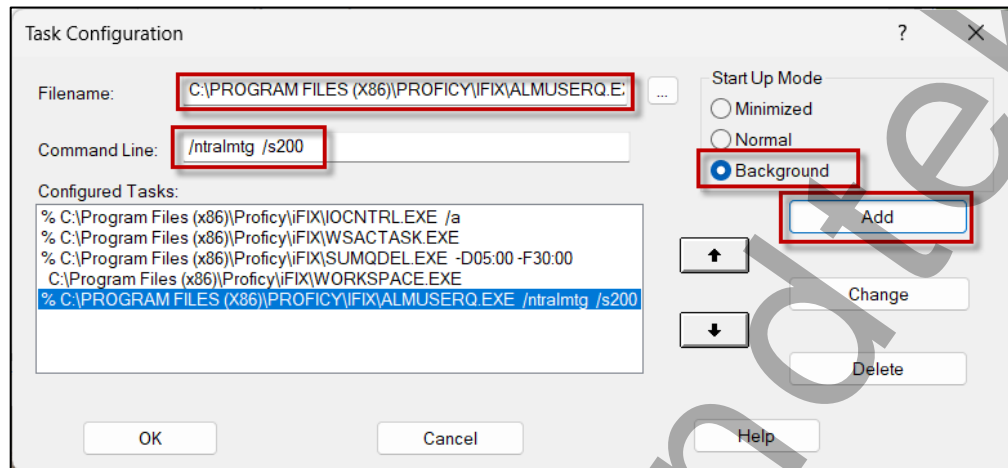 Task Configuration
?
Filename:
C:\PROGRAM FILES (X86)\PROFICY\IFIX\ALMUSERQ.E
...
Start Up Mode
Minimized
Normal
Background
Command Line:
/ntralmtg /s200
Configured Tasks:
% C:\Program Files (x86)\Proficy\iFIX\IOCNTRL.EXE /a
% C:\Program Files (x86)\Proficy\iFIX\WSACTASK.EXE
% C:\Program Files (x86)\Proficy\iFIX\SUMQDEL.EXE -D05:00 -F30:00
C:\Program Files (x86)\Proficy\iFIX\WORKSPACE.EXE
% C:\PROGRAM FILES (X86)\PROFICY\IFIX\ALMUSERQ.EXE /ntralmtg /s200
Add
Change
Delete
OK
Cancel
Help